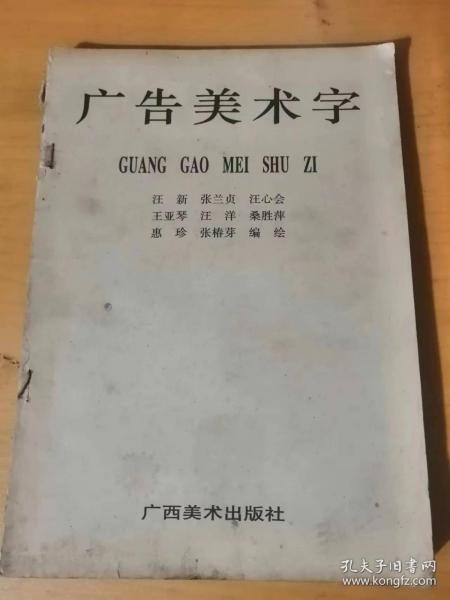 广告美术字
GUANG GAO MEI SHU ZI
汪 新 张兰贞 汪心会
王亚琴 汪 洋 桑胜萍
惠 珍 张椿芽 编 绘
广西美术出版社
孔夫子旧书网
www.kongfz.com